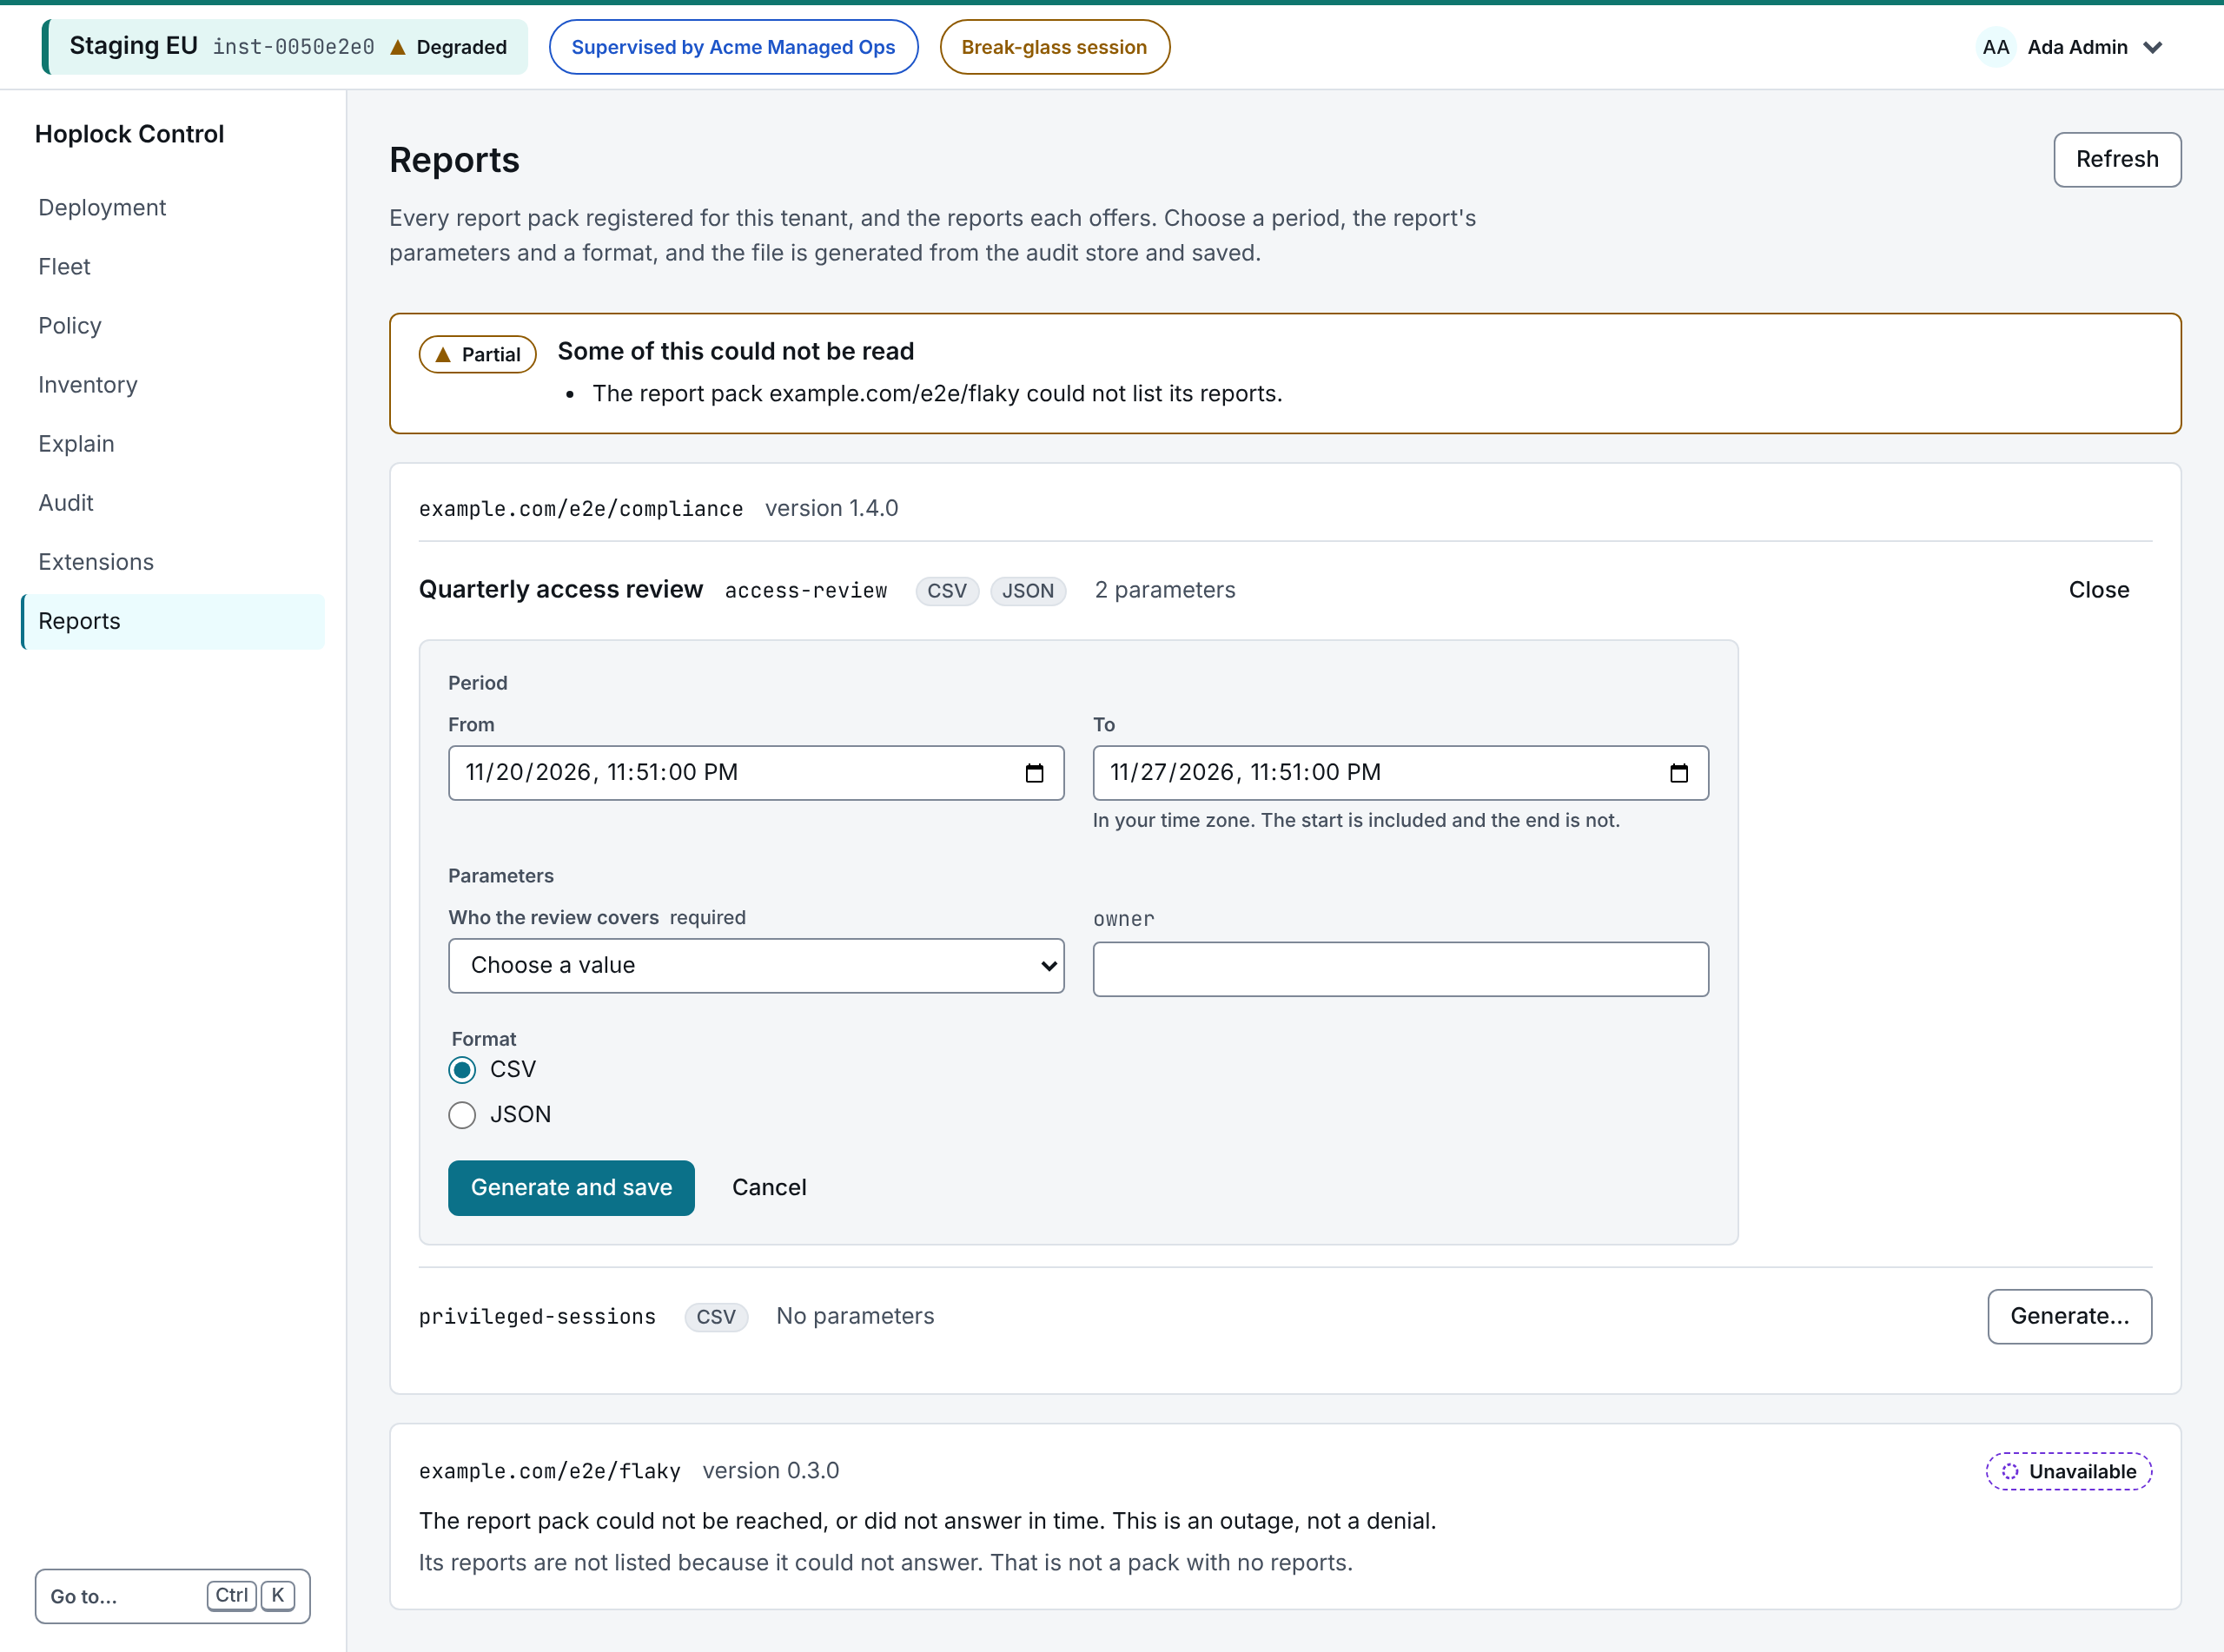 Staging EU inst-0050e2e0 Degraded
Supervised by Acme Managed Ops
Break-glass session
AA Ada Admin
Hoplock Control
Deployment
Fleet
Policy
Inventory
Explain
Audit
Extensions
Reports
Go to... Ctrl K
Reports
Refresh
Every report pack registered for this tenant, and the reports each offers. Choose a period, the report's
parameters and a format, and the file is generated from the audit store and saved.
Partial
Some of this could not be read
• The report pack example.com/e2e/flaky could not list its reports.
example.com/e2e/compliance version 1.4.0
Quarterly access review access-review CSV JSON 2 parameters
Close
Period
From
11/20/2026, 11:51:00 PM
To
11/27/2026, 11:51:00 PM
In your time zone. The start is included and the end is not.
Parameters
Who the review covers required
Choose a value
owner
Format
CSV
JSON
Generate and save
Cancel
privileged-sessions CSV No parameters
Generate...
example.com/e2e/flaky version 0.3.0
Unavailable
The report pack could not be reached, or did not answer in time. This is an outage, not a denial.
Its reports are not listed because it could not answer. That is not a pack with no reports.